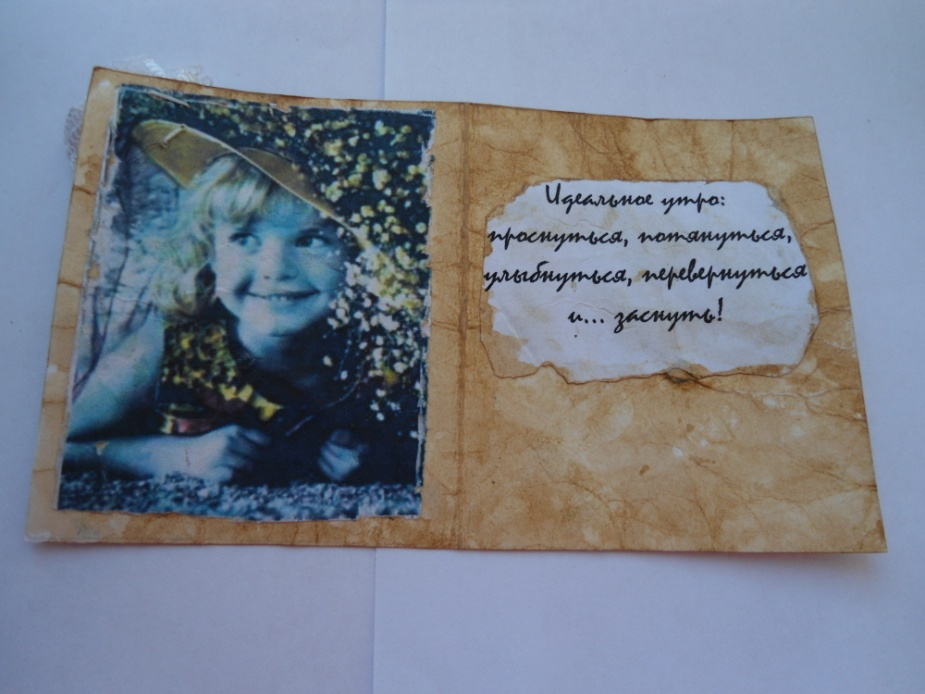 Идеальное утро:
проснуться, потянуться,
улыбнуться, перевернуться
и... заснуть!